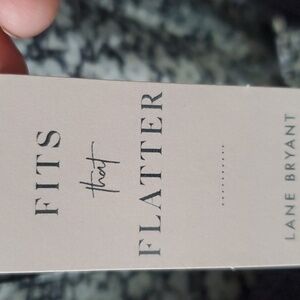 FITS
that
FLATTER
LANE BRYANT